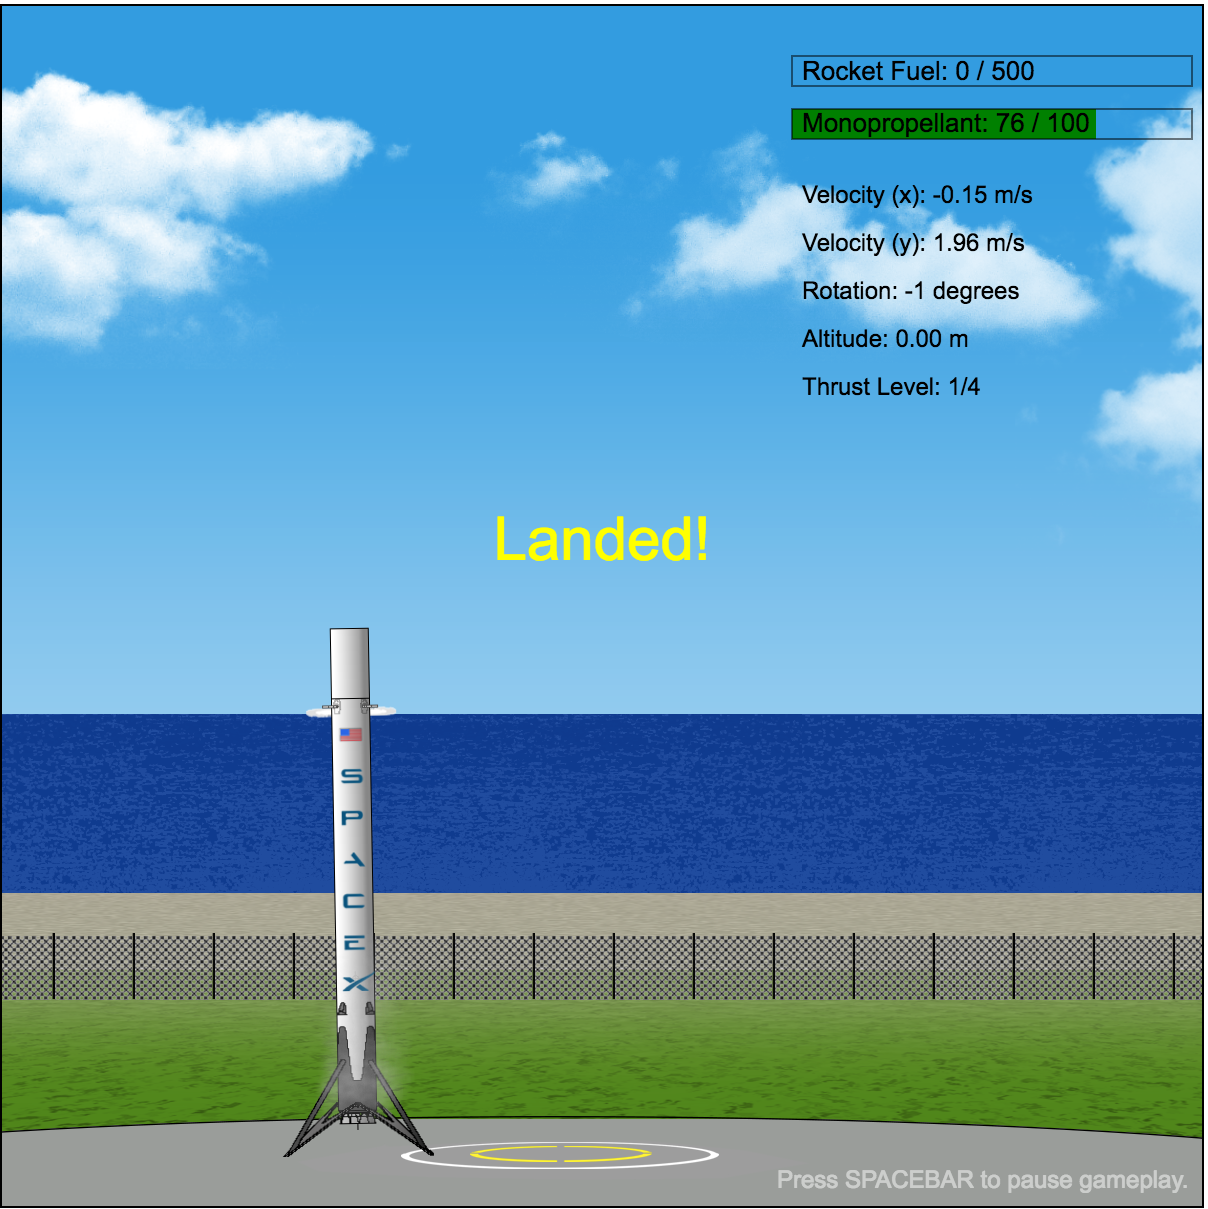 Rocket Fuel: 0 / 500
Monopropellant: 76 / 100
Velocity (x): -0.15 m/s
Velocity (y): 1.96 m/s
Rotation: -1 degrees
Altitude: 0.00 m
Thrust Level: 1/4
Landed!
SPACEX
Press SPACEBAR to pause gameplay.